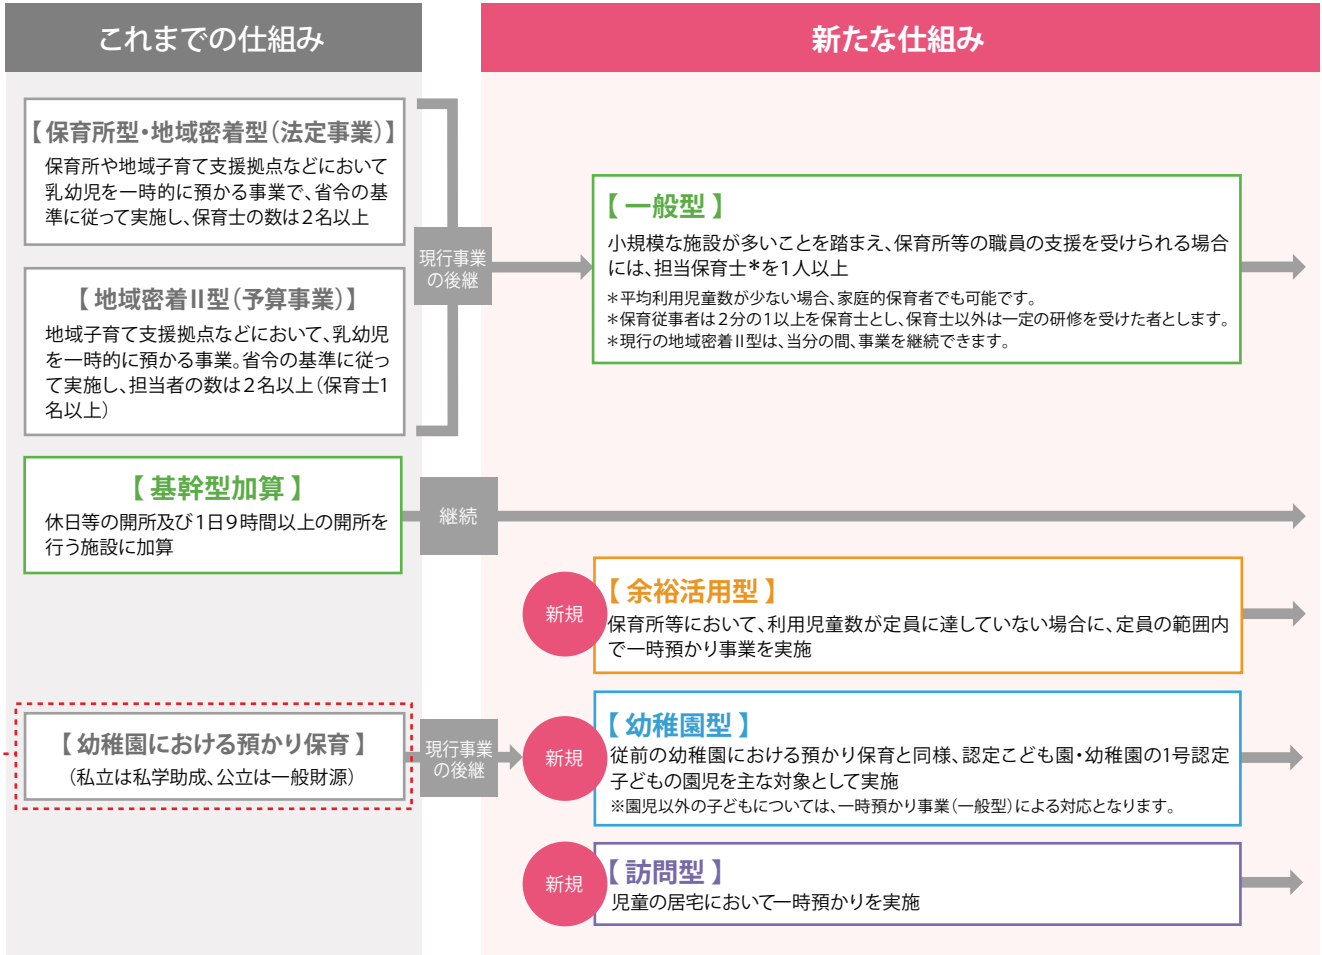 これまでの仕組み
新たな仕組み
【保育所型・地域密着型（法定事業）】
保育所や地域子育て支援拠点などにおいて
乳幼児を一時的に預かる事業で、省令の基
準に従って実施し、保育士の数は2名以上
【地域密着II型（予算事業）】
地域子育て支援拠点などにおいて、乳幼児
を一時的に預かる事業。省令の基準に従っ
て実施し、担当者の数は2名以上（保育士1
名以上）
現行事業
の後継
【一般型】
小規模な施設が多いことを踏まえ、保育所等の職員の支援を受けられる場合
には、担当保育士＊を1人以上
＊平均利用児童数が少ない場合、家庭的保育者でも可能です。
＊保育従事者は2分の1以上を保育士とし、保育士以外は一定の研修を受けた者とします。
＊現行の地域密着II型は、当分の間、事業を継続できます。
【基幹型加算】
休日等の開所及び1日9時間以上の開所を
行う施設に加算
継続
新規
【余裕活用型】
保育所等において、利用児童数が定員に達していない場合に、定員の範囲内
で一時預かり事業を実施
【幼稚園における預かり保育】
（私立は私学助成、公立は一般財源）
現行事業
の後継
新規
【幼稚園型】
従前の幼稚園における預かり保育と同様、認定こども園・幼稚園の1号認定
子どもの園児を主な対象として実施
※園児以外の子どもについては、一時預かり事業（一般型）による対応となります。
新規
【訪問型】
児童の居宅において一時預かりを実施